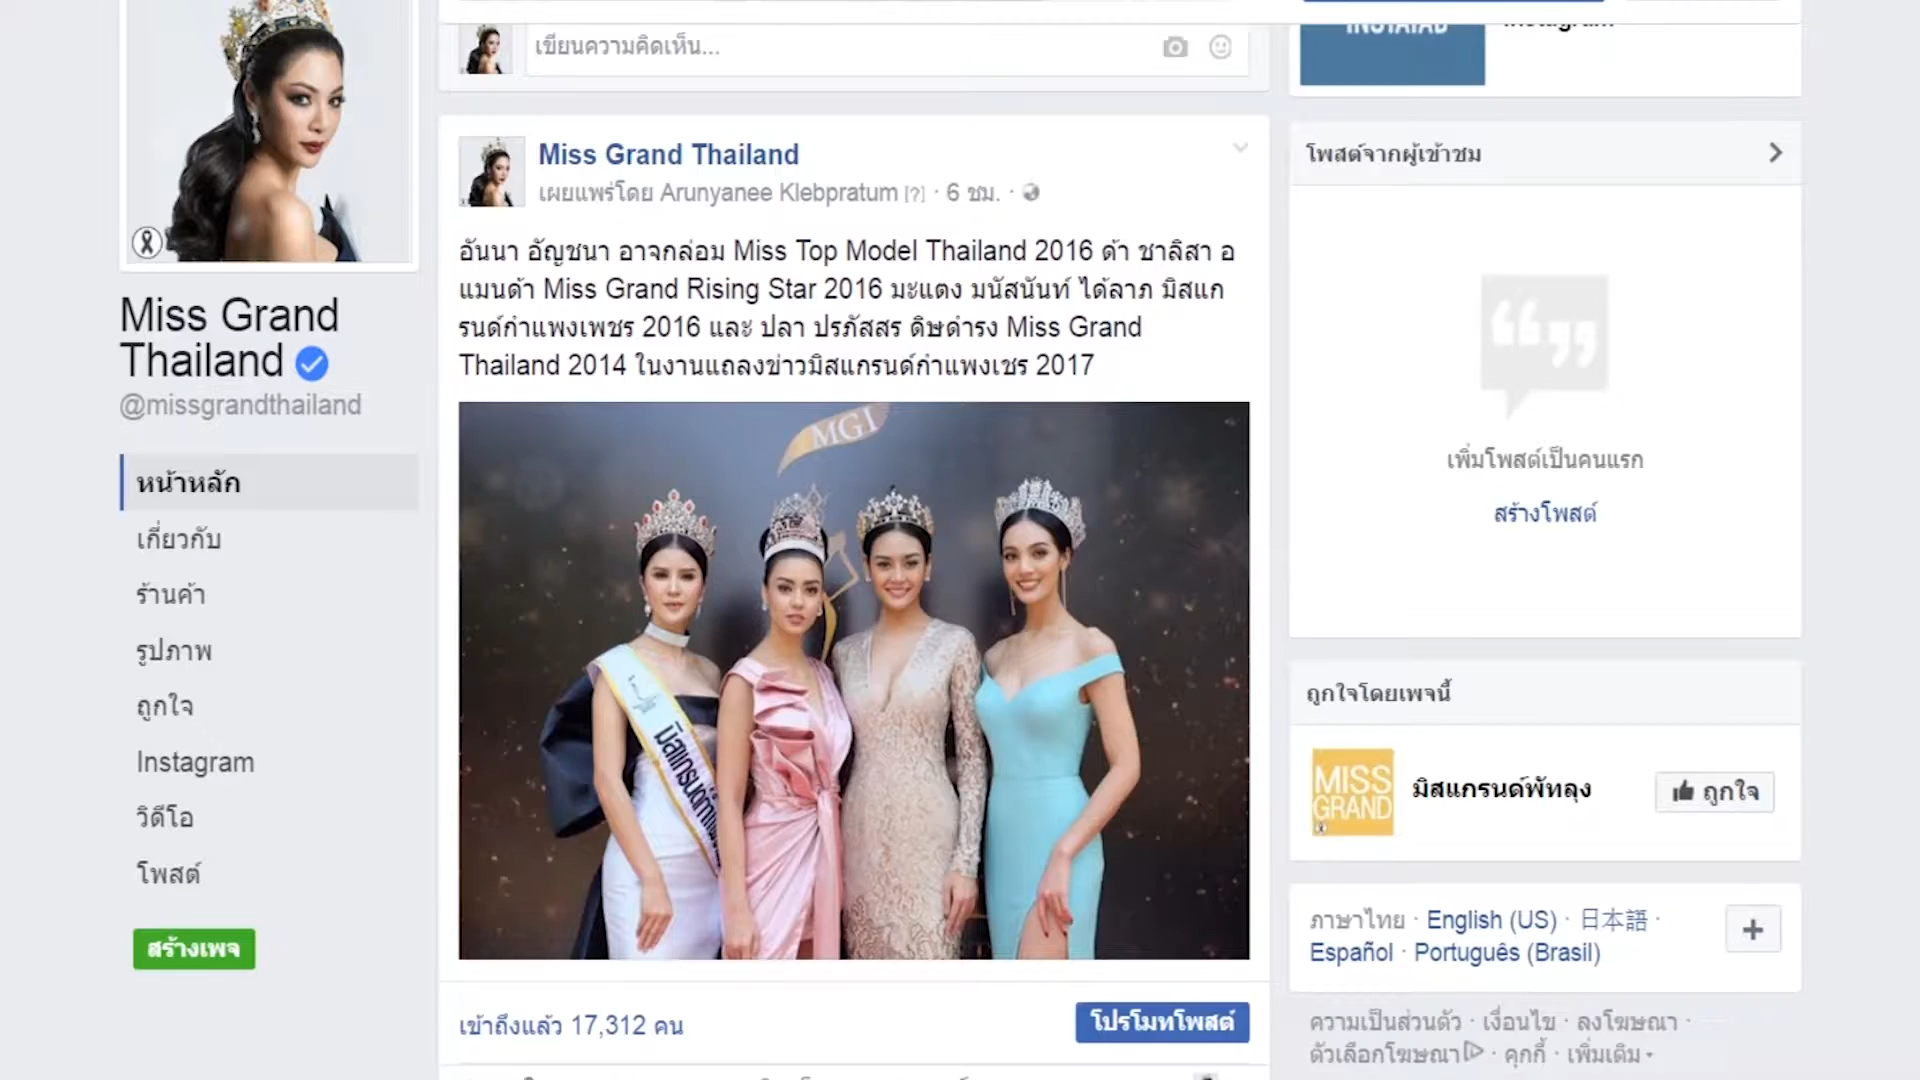 Miss Grand
Thailand
@missgrandthailand
หน้าหลัก
เกี่ยวกับ
ร้านค้า
รูปภาพ
ถูกใจ
Instagram
วิดีโอ
โพสต์
สร้างเพจ
เขียนความคิดเห็น...
Miss Grand Thailand
เผยแพร่โดย Arunyanee Klebpratum [?] · 6 ชม. ·
อันนา อัญชนา อาจกล่อม Miss Top Model Thailand 2016 ด้า ชาลิสา อ
แมนด้า Miss Grand Rising Star 2016 มะแตง มนัสนันท์ ได้ลาภ มิสแก
รนด์กำแพงเพชร 2016 และ ปลา ปรภัสสร ดิษดำรง Miss Grand
Thailand 2014 ในงานแถลงข่าวมิสแกรนด์กำแพงเชร 2017
MGI
เข้าถึงแล้ว 17,312 คน
โปรโมทโพสต์
โพสต์จากผู้เข้าชม
เพิ่มโพสต์เป็นคนแรก
สร้างโพสต์
ถูกใจโดยเพจนี้
MISS
GRAND
มิสแกรนด์พัทลุง
ถูกใจ
ภาษาไทย · English (US) · 日本語 ·
Español · Português (Brasil)
ความเป็นส่วนตัว · เงื่อนไข · ลงโฆษณา ·
ตัวเลือกโฆษณา · คุกกี้ · เพิ่มเติม